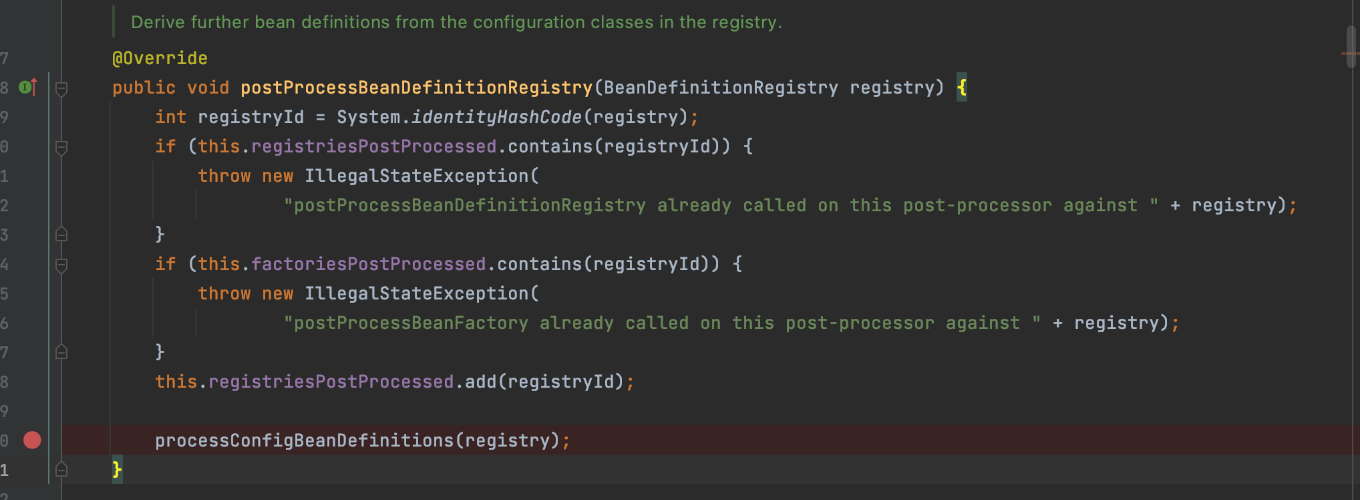 Derive further bean definitions from the configuration classes in the registry.
7 @Override
8 public void postProcessBeanDefinitionRegistry(BeanDefinitionRegistry registry) {
9 int registryId = System.identityHashCode(registry);
0 if (this.registriesPostProcessed.contains(registryId)) {
1 throw new IllegalStateException(
2 "postProcessBeanDefinitionRegistry already called on this post-processor against " + registry);
3 }
4 if (this.factoriesPostProcessed.contains(registryId)) {
5 throw new IllegalStateException(
6 "postProcessBeanFactory already called on this post-processor against " + registry);
7 }
8 this.registriesPostProcessed.add(registryId);
9
0 processConfigBeanDefinitions(registry);
1 }
2